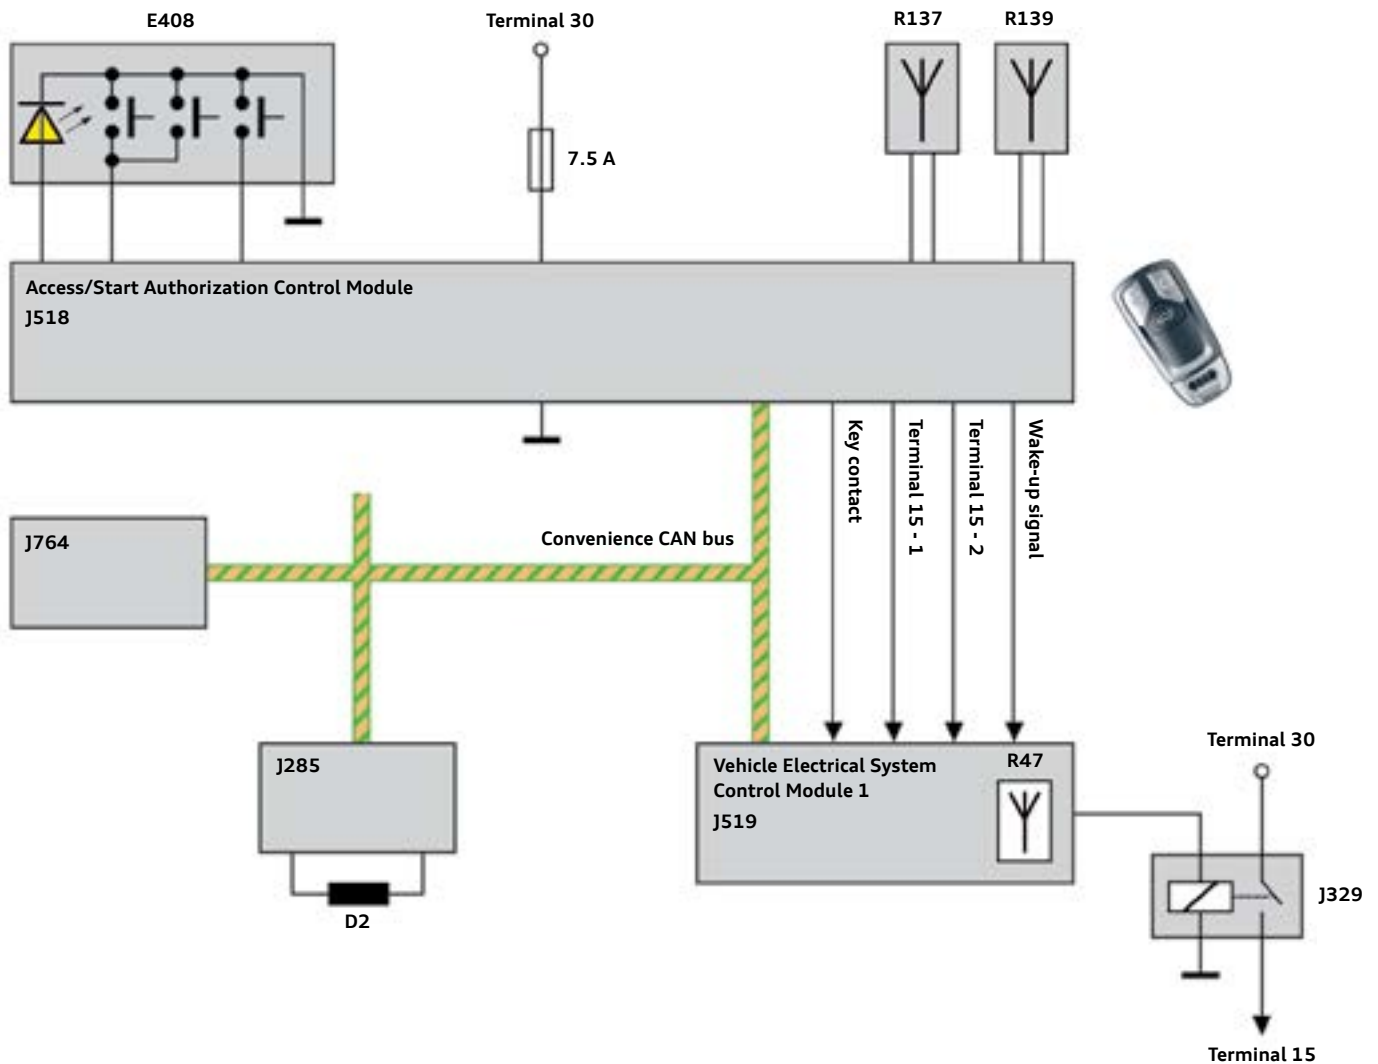 E408
Terminal 30
R137
R139
7.5 A
Access/Start Authorization Control Module
J518
Key contact
Terminal 15 - 1
Terminal 15 - 2
Wake-up signal
Convenience CAN bus
J764
J285
D2
Vehicle Electrical System
Control Module 1
J519
R47
Terminal 30
J329
Terminal 15